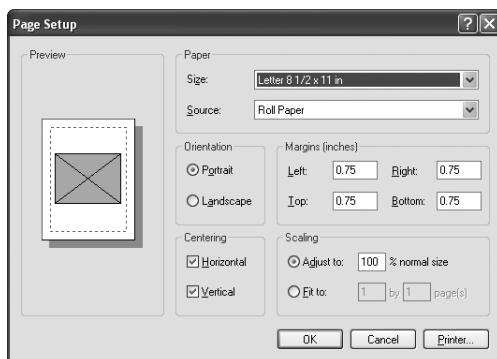 Page Setup
Preview
Paper
Size: Letter 8 1/2 x 11 in
Source: Roll Paper
Orientation
Portrait
Landscape
Margins (inches)
Left: 0.75 Right: 0.75
Top: 0.75 Bottom: 0.75
Centering
Horizontal
Vertical
Scaling
Adjust to: 100 % normal size
Fit to: 1 by 1 page(s)
OK Cancel Printer...